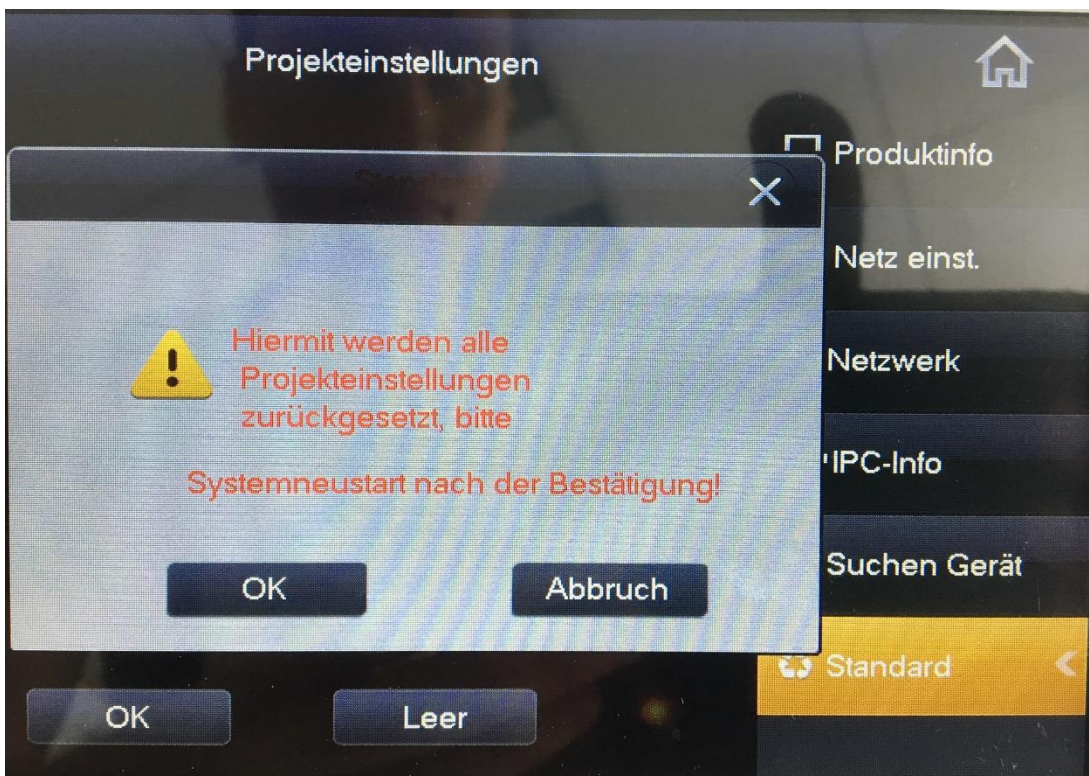 Projekteinstellungen
Produktinfo
Standard
Netz einst.
Hiermit werden alle
Projekteinstellungen
zurückgesetzt, bitte
Systemneustart nach der Bestätigung!
Netzwerk
IPC-Info
Suchen Gerät
OK
Abbruch
Standard
OK
Leer